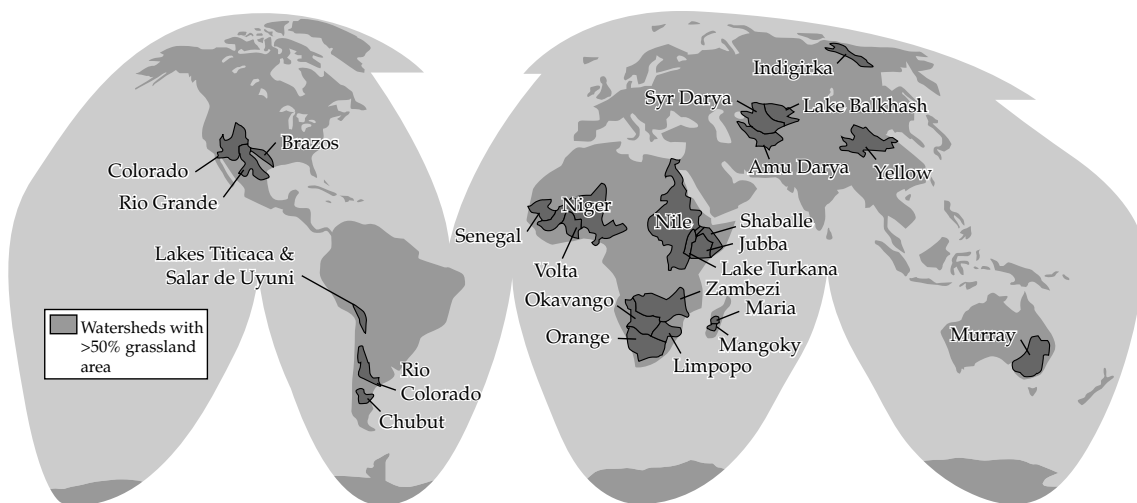 Indigirka
Syr Darya
Lake Balkhash
Brazos
Colorado
Amu Darya
Yellow
Rio Grande
Niger
Nile
Shaballe
Senegal
Jubba
Lakes Titicaca &
Salar de Uyuni
Volta
Lake Turkana
Zambezi
Okavango
Maria
Watersheds with
>50% grassland
area
Orange
Mangoky
Murray
Limpopo
Rio
Colorado
Chubut